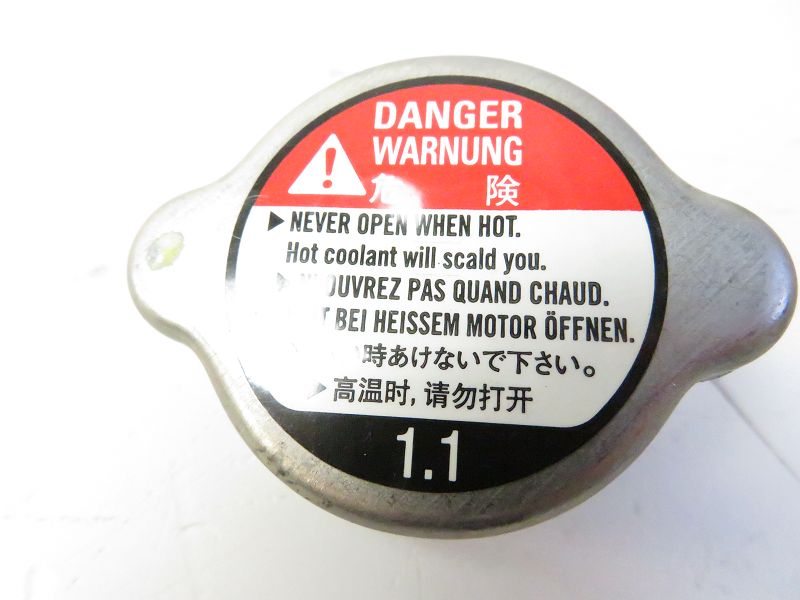 DANGER
WARNUNG
危 険
▶ NEVER OPEN WHEN HOT.
Hot coolant will scald you.
OUVREZ PAS QUAND CHAUD.
BEI HEISSEM MOTOR ÖFFNEN.
時あけないで下さい。
▶ 高温时, 请勿打开
1.1